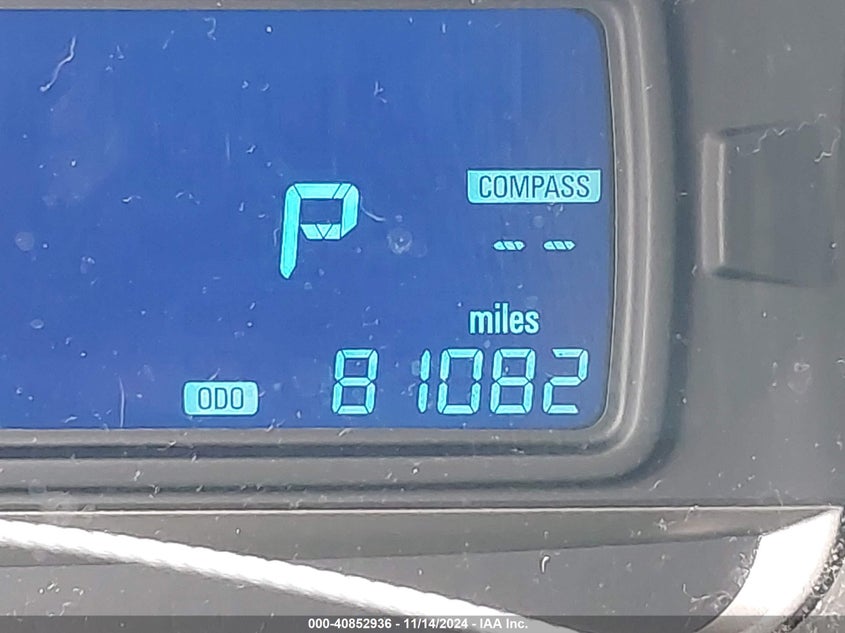 P
COMPASS
--
miles
ODO 81082
000-40852936 - 11/14/2024 - IAA Inc.